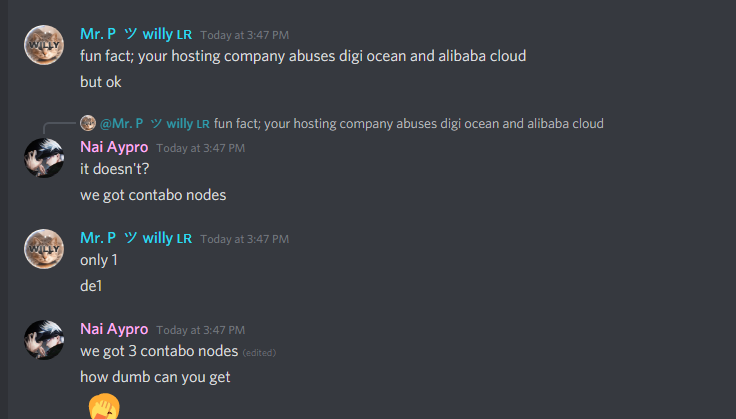 Mr. P ツ willy LR Today at 3:47 PM
fun fact; your hosting company abuses digi ocean and alibaba cloud
but ok
@Mr. P ツ willy LR fun fact; your hosting company abuses digi ocean and alibaba cloud
Nai Aypro Today at 3:47 PM
it doesn't?
we got contabo nodes
Mr. P ツ willy LR Today at 3:47 PM
only 1
de1
Nai Aypro Today at 3:47 PM
we got 3 contabo nodes (edited)
how dumb can you get
WILLY
WILLY